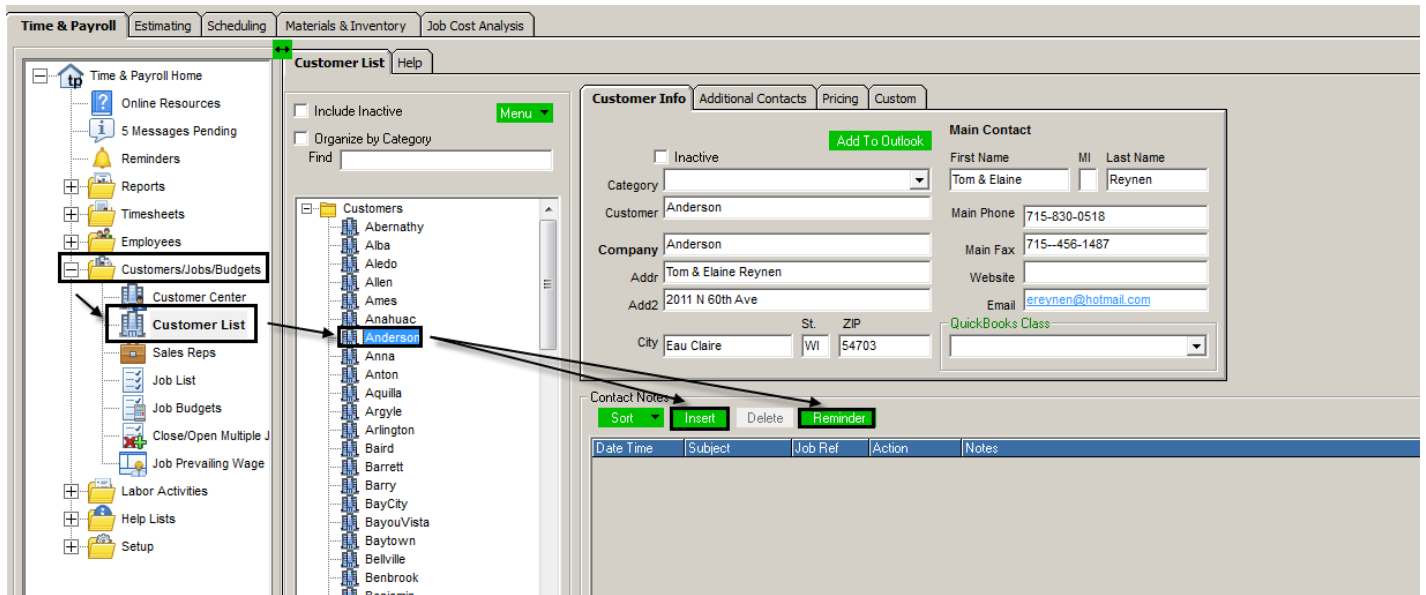 Time & Payroll Estimating Scheduling Materials & Inventory Job Cost Analysis
Time & Payroll Home
Online Resources
5 Messages Pending
Reminders
Reports
Timesheets
Employees
Customers/Jobs/Budgets
Customer Center
Customer List
Sales Reps
Job List
Job Budgets
Close/Open Multiple J
Job Prevailing Wage
Labor Activities
Help Lists
Setup
Customer List Help
Include Inactive Menu
Organize by Category
Find
Customers
Abernathy
Alba
Aledo
Allen
Ames
Anahuac
Anderson
Anna
Anton
Aquilla
Argyle
Arlington
Baird
Barrett
Barry
BayCity
BayouVista
Baytown
Bellville
Benbrook
Customer Info Additional Contacts Pricing Custom
Add To Outlook
Inactive
Category
Customer Anderson
Company Anderson
Addr Tom & Elaine Reynen
Add2 2011 N 60th Ave
St. ZIP
City Eau Claire WI 54703
Main Contact
First Name MI Last Name
Tom & Elaine Reynen
Main Phone 715-830-0518
Main Fax 715--456-1487
Website
Email ereynen@hotmail.com
QuickBooks Class
Contact Notes
Sort Insert Delete Reminder
Date Time Subject Job Ref Action Notes